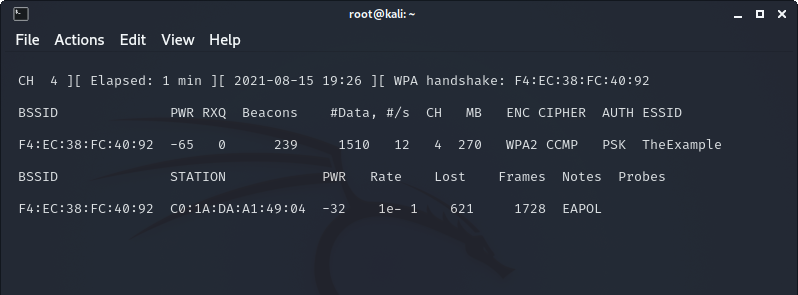 root@kali: ~
File Actions Edit View Help
CH 4 ][ Elapsed: 1 min ][ 2021-08-15 19:26 ][ WPA handshake: F4:EC:38:FC:40:92
BSSID PWR RXQ Beacons #Data, #/s CH MB ENC CIPHER AUTH ESSID
F4:EC:38:FC:40:92 -65 0 239 1510 12 4 270 WPA2 CCMP PSK TheExample
BSSID STATION PWR Rate Lost Frames Notes Probes
F4:EC:38:FC:40:92 C0:1A:DA:A1:49:04 -32 1e- 1 621 1728 EAPOL